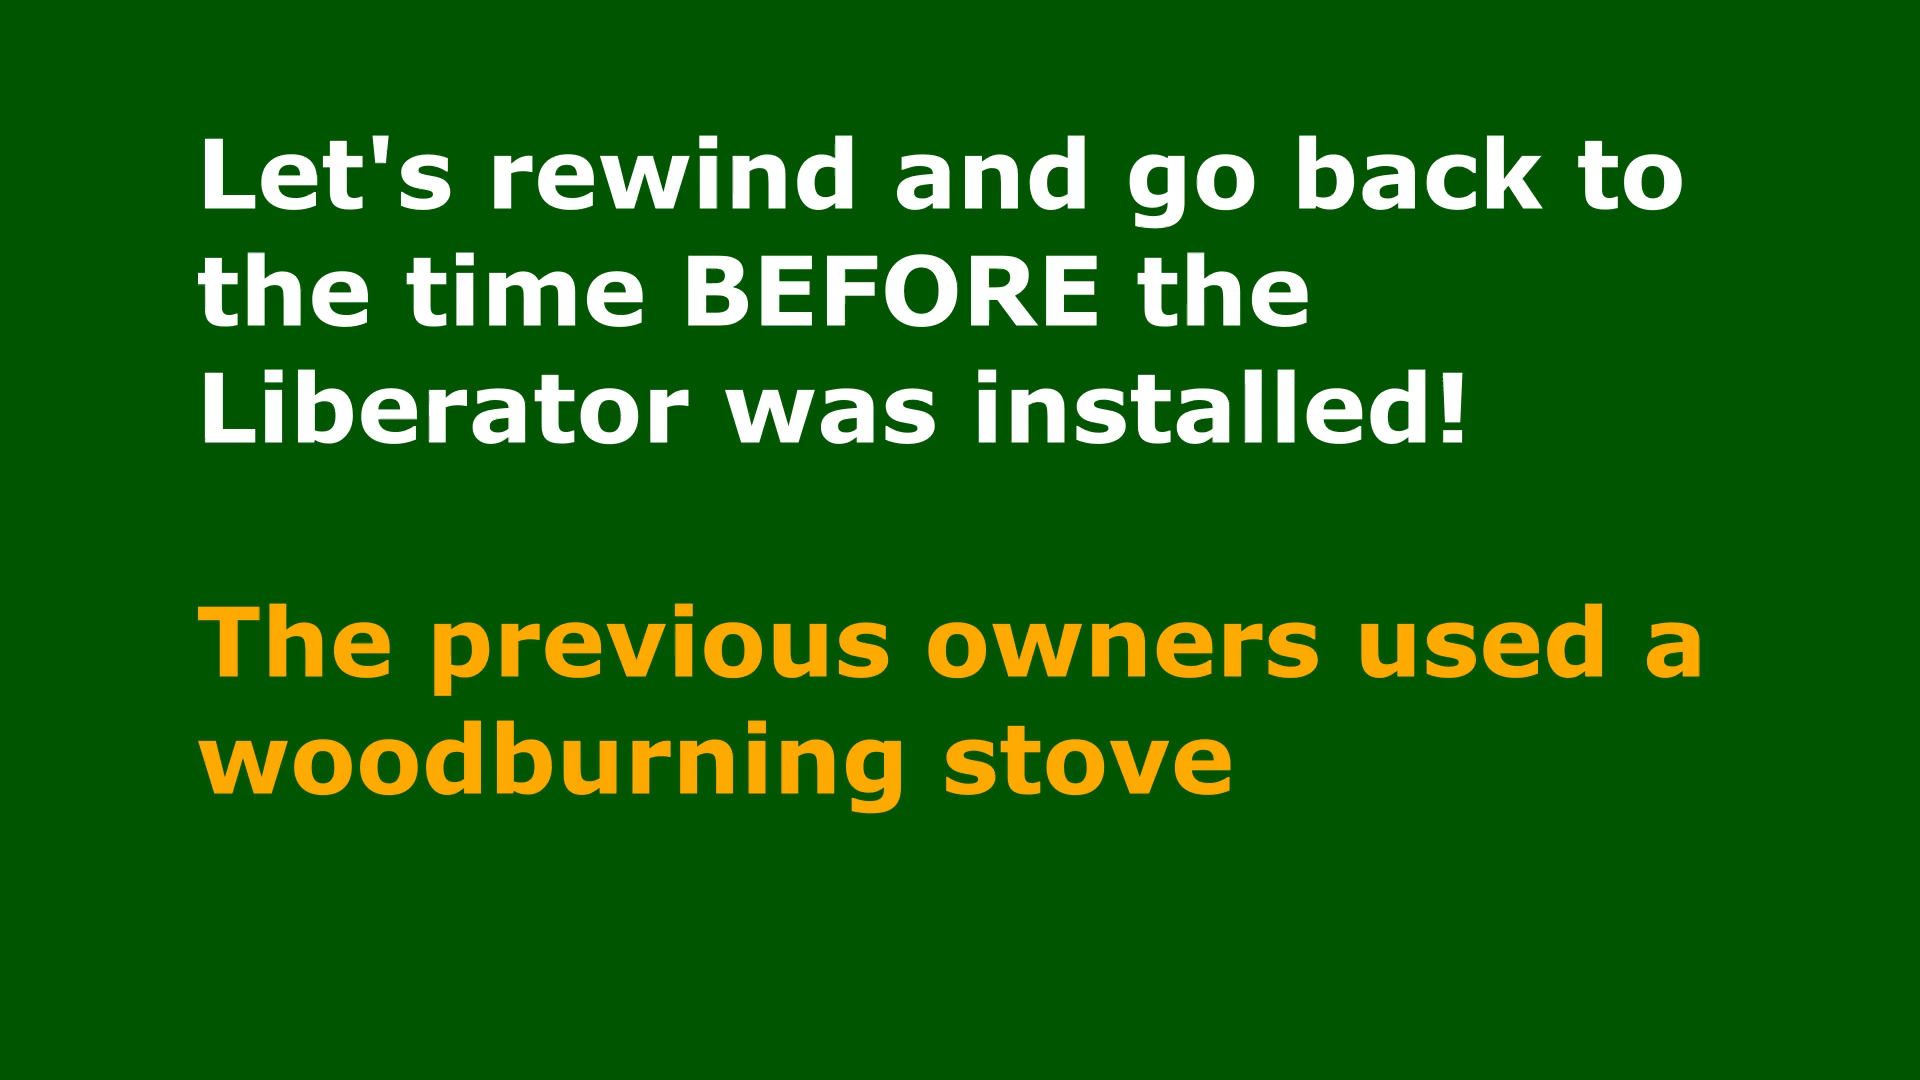 Let's rewind and go back to
the time BEFORE the
Liberator was installed!
The previous owners used a
woodburning stove